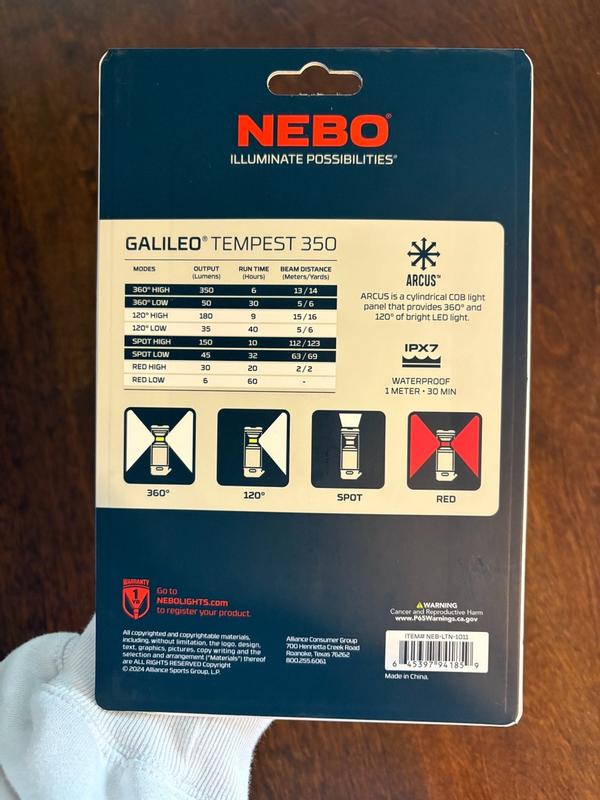 NEBO®
ILLUMINATE POSSIBILITIES®
GALILEO® TEMPEST 350
MODES OUTPUT (Lumens) RUN TIME (Hours) BEAM DISTANCE (Meters/Yards)
360° HIGH 350 6 13 / 14
360° LOW 50 30 5 / 6
120° HIGH 180 9 15 / 16
120° LOW 35 40 5 / 6
SPOT HIGH 150 10 112 / 123
SPOT LOW 45 32 63 / 69
RED HIGH 30 20 2 / 2
RED LOW 6 60 -
ARCUS™
ARCUS is a cylindrical COB light
panel that provides 360° and
120° of bright LED light.
IPX7
WATERPROOF
1 METER • 30 MIN
360°
120°
SPOT
RED
WARRANTY
1
YR
Go to
NEBOLIGHTS.com
to register your product.
All copyrighted and copyrightable materials,
including, without limitation, the logo, design,
text, graphics, pictures, copy writing and the
selection and arrangement ("Materials") thereof
are ALL RIGHTS RESERVED Copyright
© 2024 Alliance Sports Group, L.P.
Alliance Consumer Group
700 Henrietta Creek Road
Roanoke, Texas 76262
800.255.6061
WARNING
Cancer and Reproductive Harm
www.P65Warnings.ca.gov
ITEM# NEB-LTN-1011
6 45397 94185 9
Made in China.